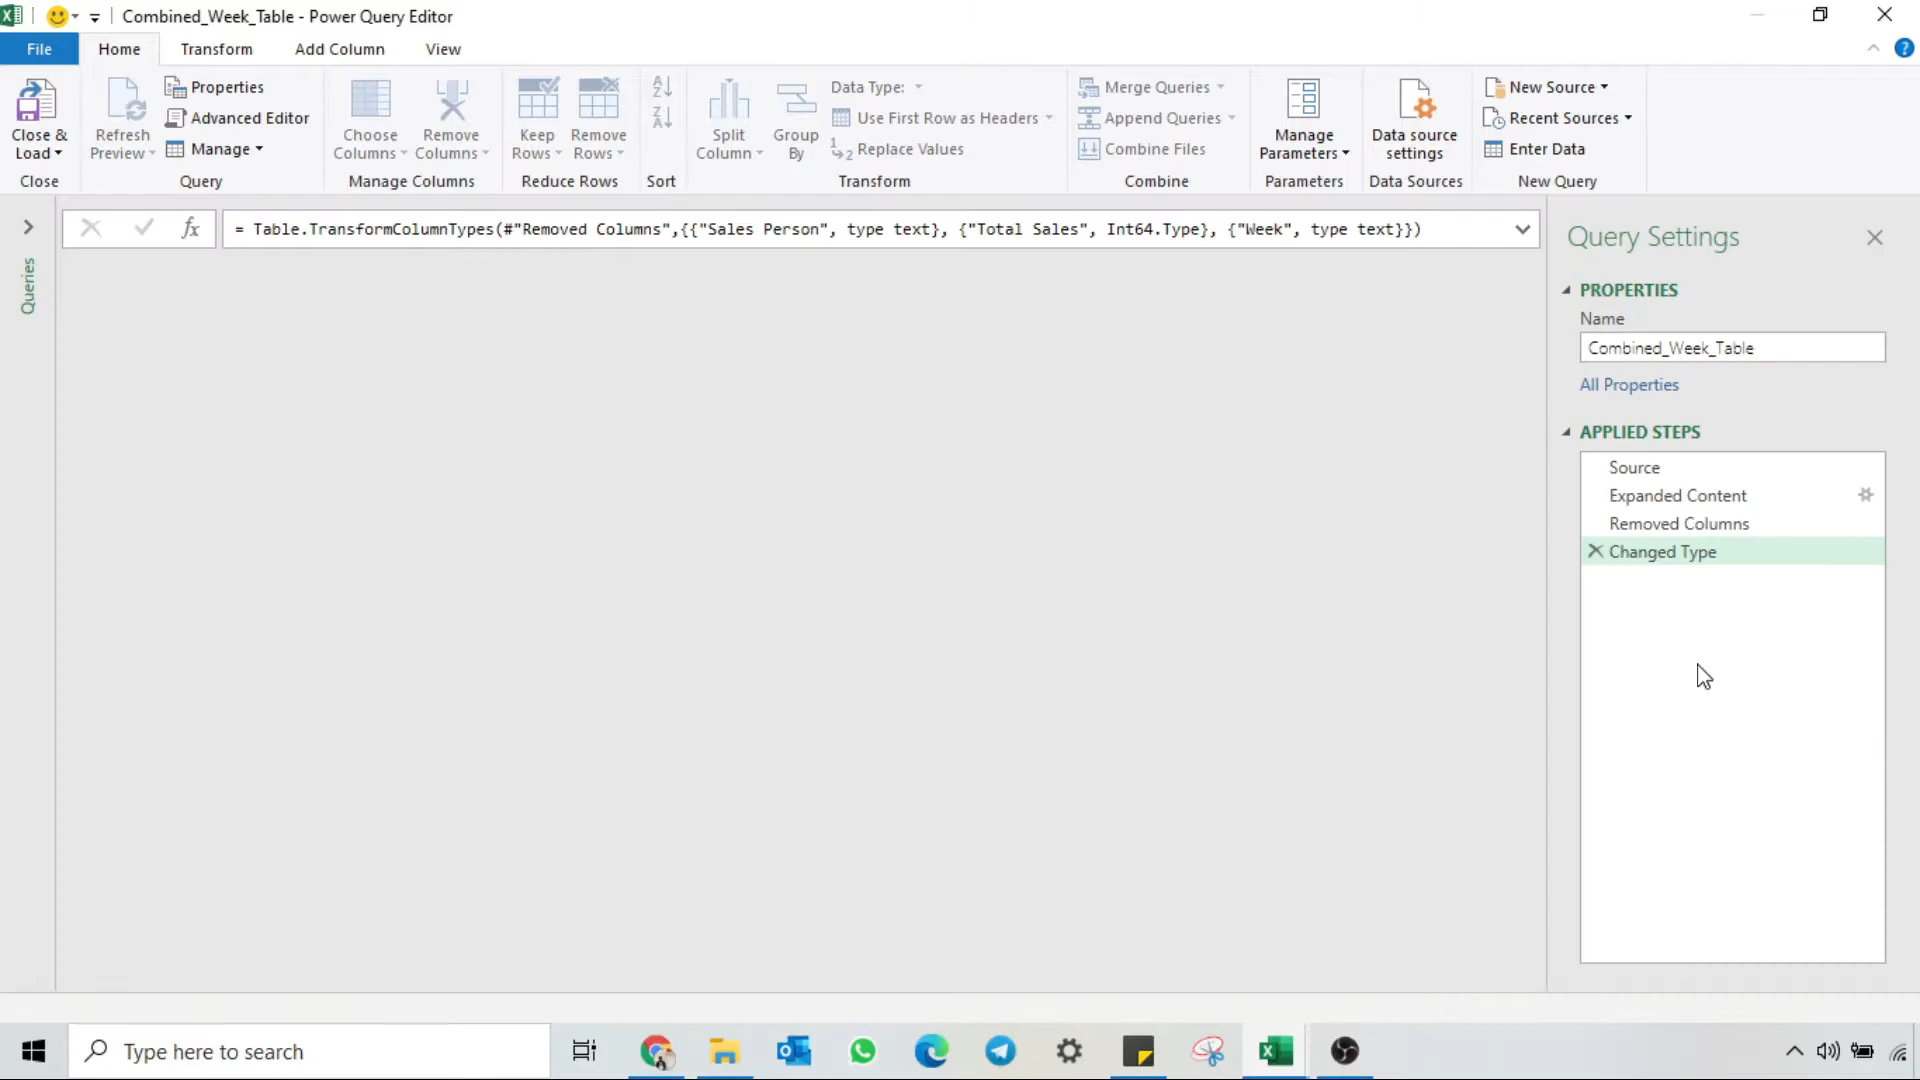 Combined_Week_Table - Power Query Editor
File
Home
Transform
Add Column
View
Close &
Load
Close
Refresh
Preview
Properties
Advanced Editor
Manage
Query
Choose
Columns
Remove
Columns
Manage Columns
Keep
Rows
Remove
Rows
Reduce Rows
A
Z
Z
A
Sort
Split
Column
Group
By
Data Type:
Use First Row as Headers
1
2
Replace Values
Transform
Merge Queries
Append Queries
Combine Files
Combine
Manage
Parameters
Parameters
Data source
settings
Data Sources
New Source
Recent Sources
Enter Data
New Query
Queries
fx
= Table.TransformColumnTypes(#"Removed Columns",{{"Sales Person", type text}, {"Total Sales", Int64.Type}, {"Week", type text}})
Query Settings
PROPERTIES
Name
Combined_Week_Table
All Properties
APPLIED STEPS
Source
Expanded Content
Removed Columns
Changed Type
Type here to search